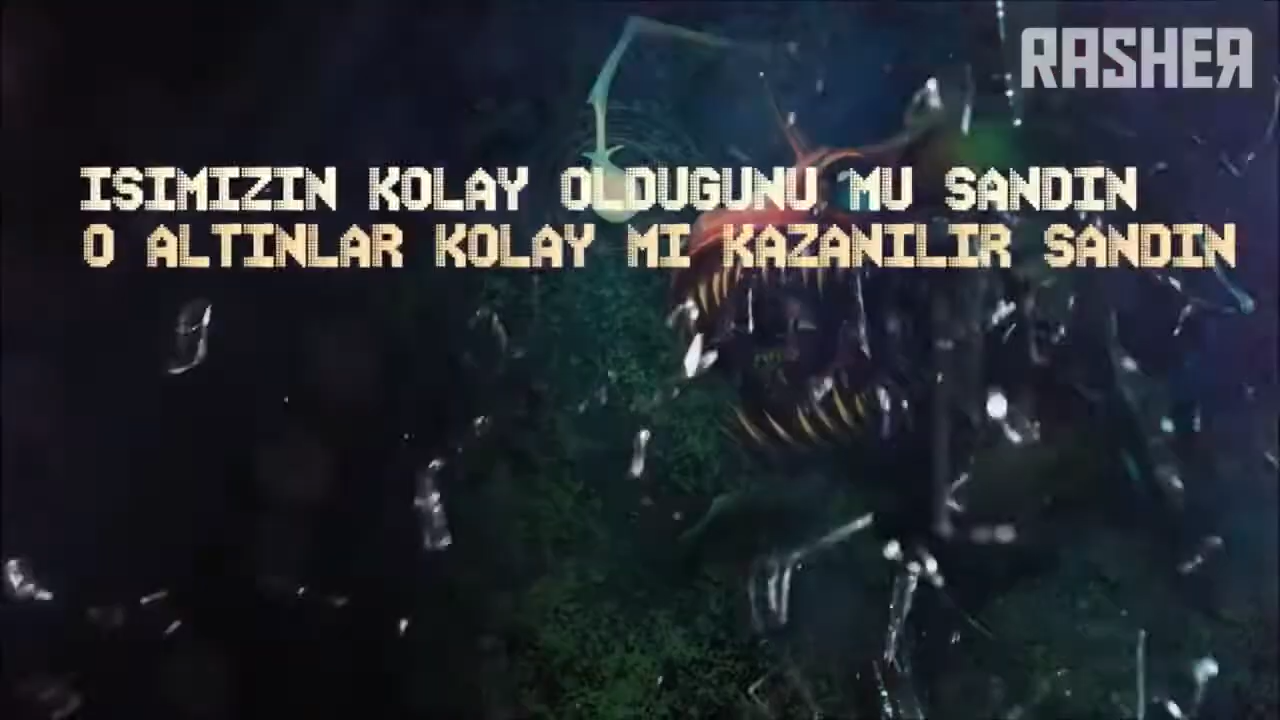 RASHER
ISIMIZIN KOLAY OLDUGUNU MU SANDIN
O ALTINLAR KOLAY MI KAZANILIR SANDIN